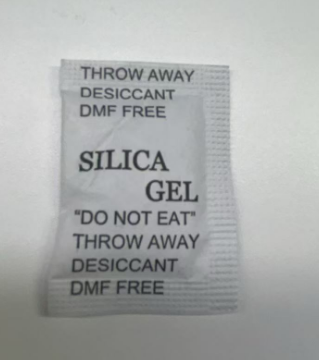 THROW AWAY
DESICCANT
DMF FREE
SILICA
GEL
"DO NOT EAT"
THROW AWAY
DESICCANT
DMF FREE